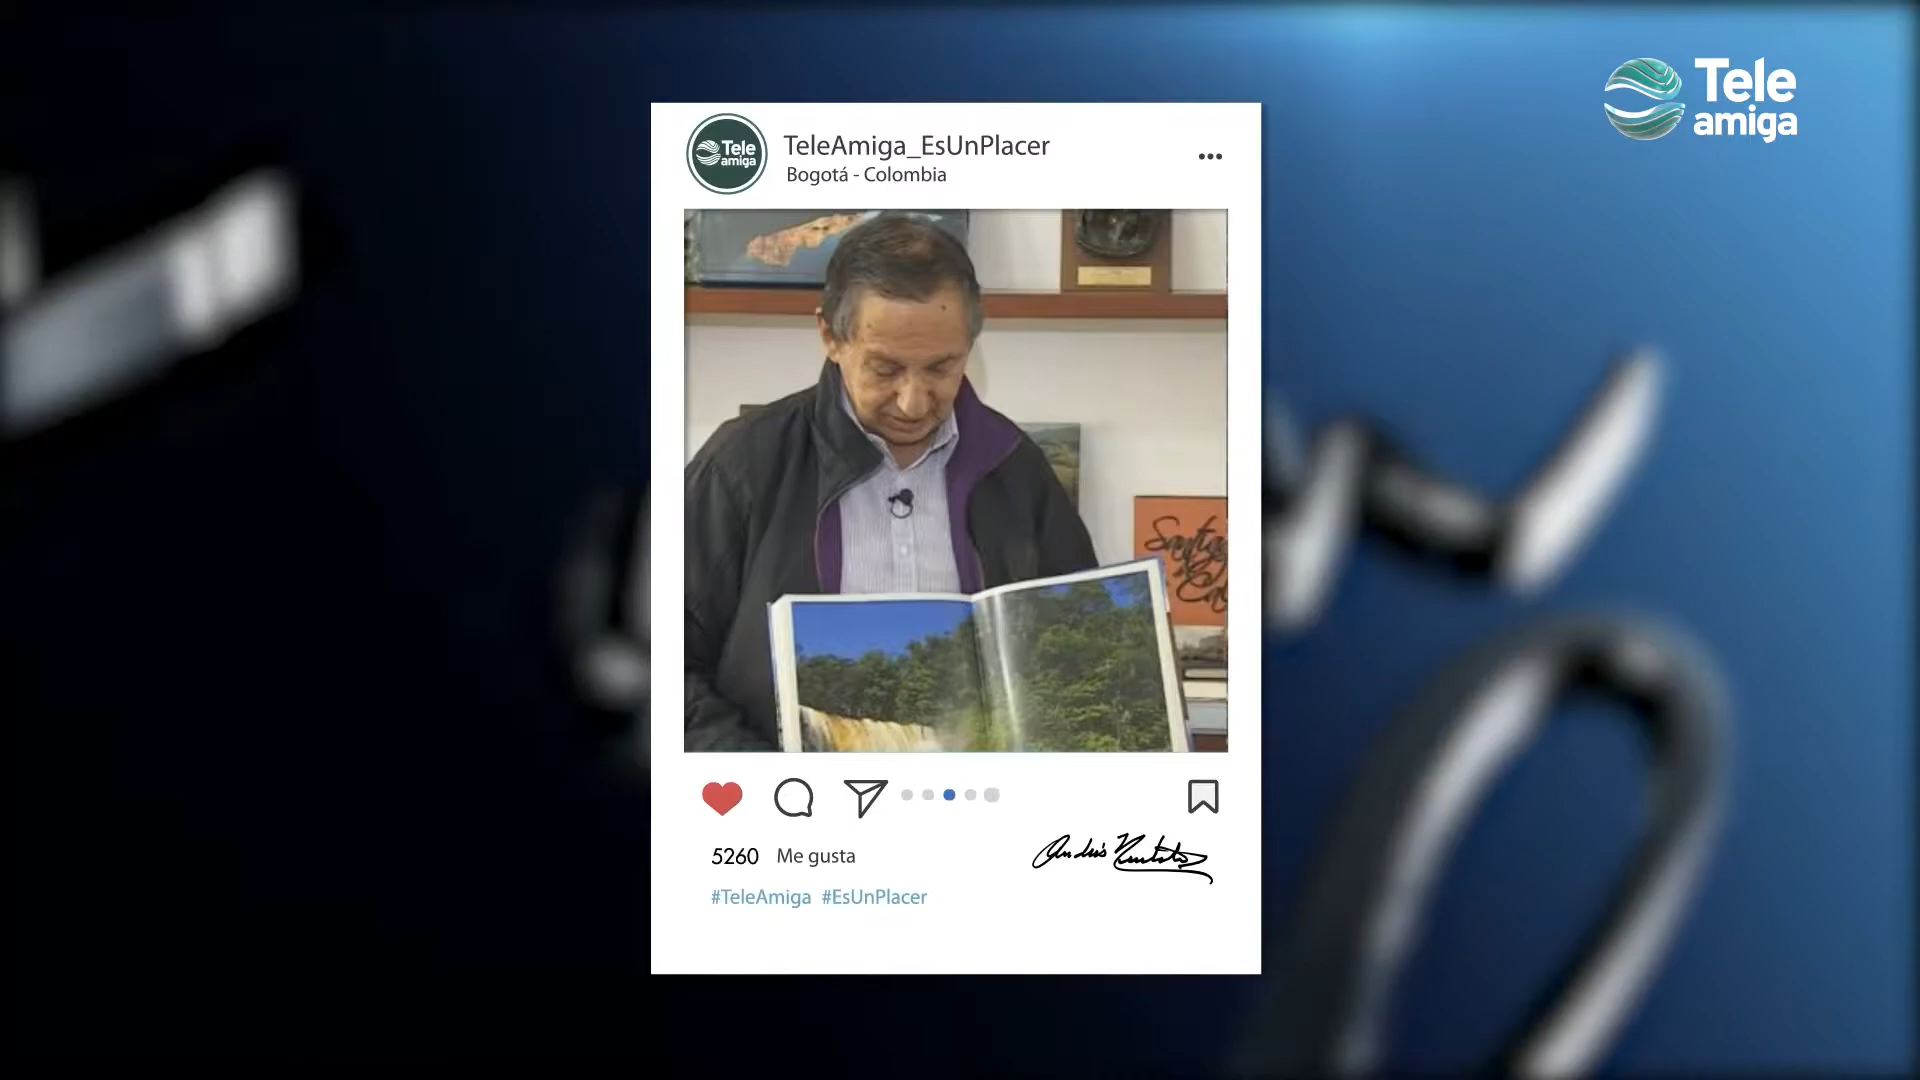 Tele
amiga
Tele
amiga
TeleAmiga_EsUnPlacer
Bogotá - Colombia
5260 Me gusta
#TeleAmiga #EsUnPlacer